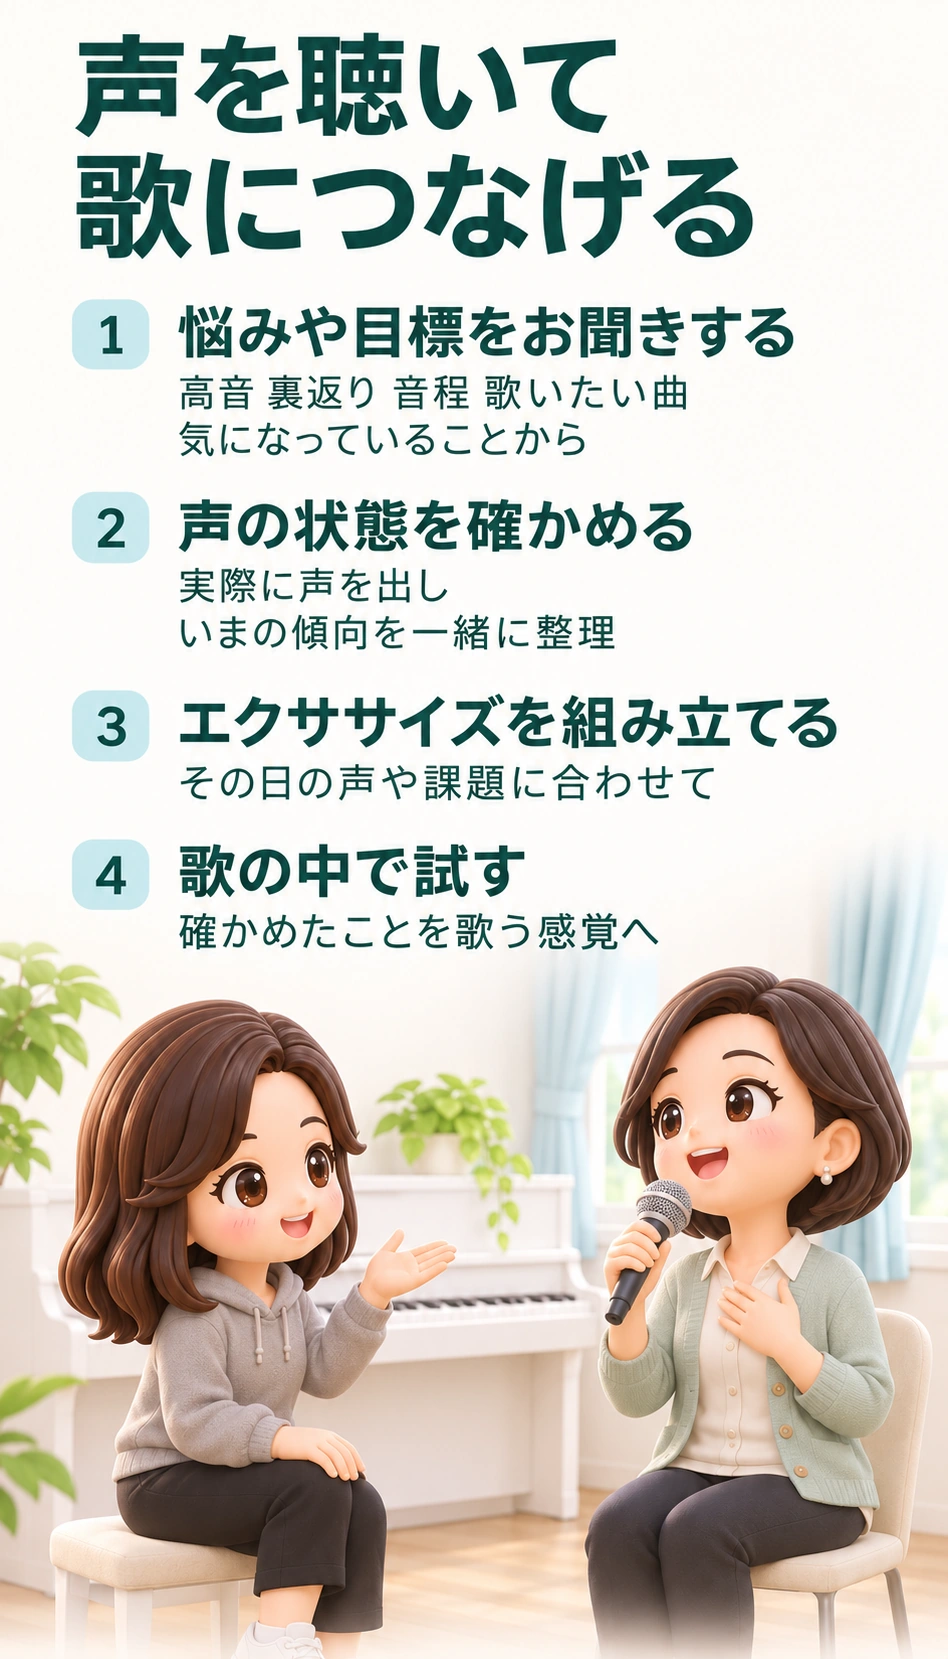 声を聴いて
歌につなげる
1 悩みや目標をお聞きする
高音 裏返り 音程 歌いたい曲
気になっていることから
2 声の状態を確かめる
実際に声を出し
いまの傾向を一緒に整理
3 エクササイズを組み立てる
その日の声や課題に合わせて
4 歌の中で試す
確かめたことを歌う感覚へ